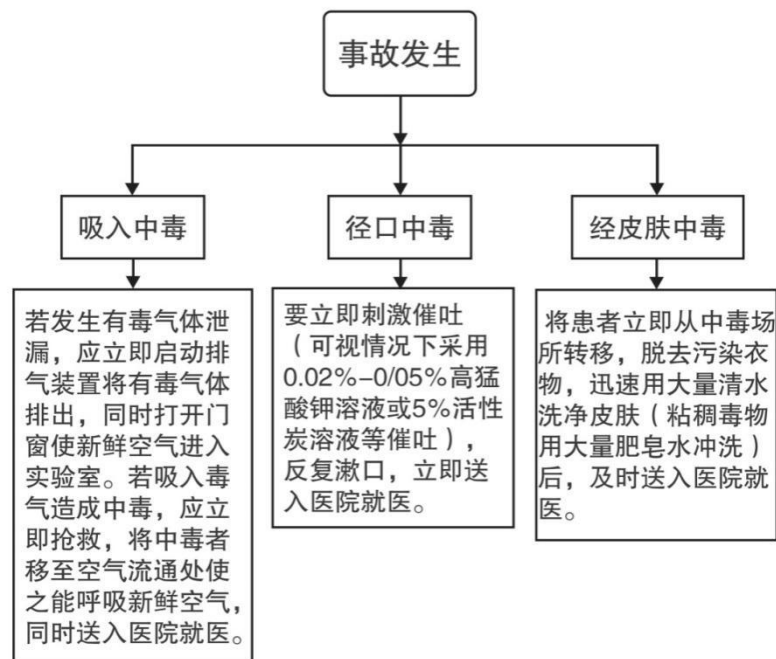 事故发生
吸入中毒
若发生有毒气体泄
漏，应立即启动排
气装置将有毒气体
排出，同时打开门
窗使新鲜空气进入
实验室。若吸入毒
气造成中毒，应立
即抢救，将中毒者
移至空气流通处使
之能呼吸新鲜空气，
同时送入医院就医。
径口中毒
要立即刺激催吐
（可视情况下采用
0.02%–0/05%高猛
酸钾溶液或5%活性
炭溶液等催吐），
反复漱口，立即送
入医院就医。
经皮肤中毒
将患者立即从中毒场
所转移，脱去污染衣
物，迅速用大量清水
洗净皮肤（粘稠毒物
用大量肥皂水冲洗）
后，及时送入医院就
医。